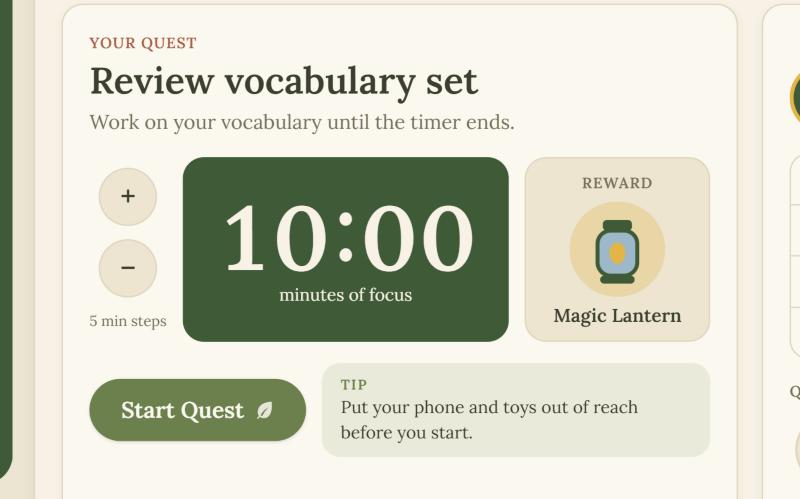 YOUR QUEST
Review vocabulary set
Work on your vocabulary until the timer ends.
+
−
5 min steps
10:00
minutes of focus
REWARD
Magic Lantern
Start Quest
TIP
Put your phone and toys out of reach
before you start.